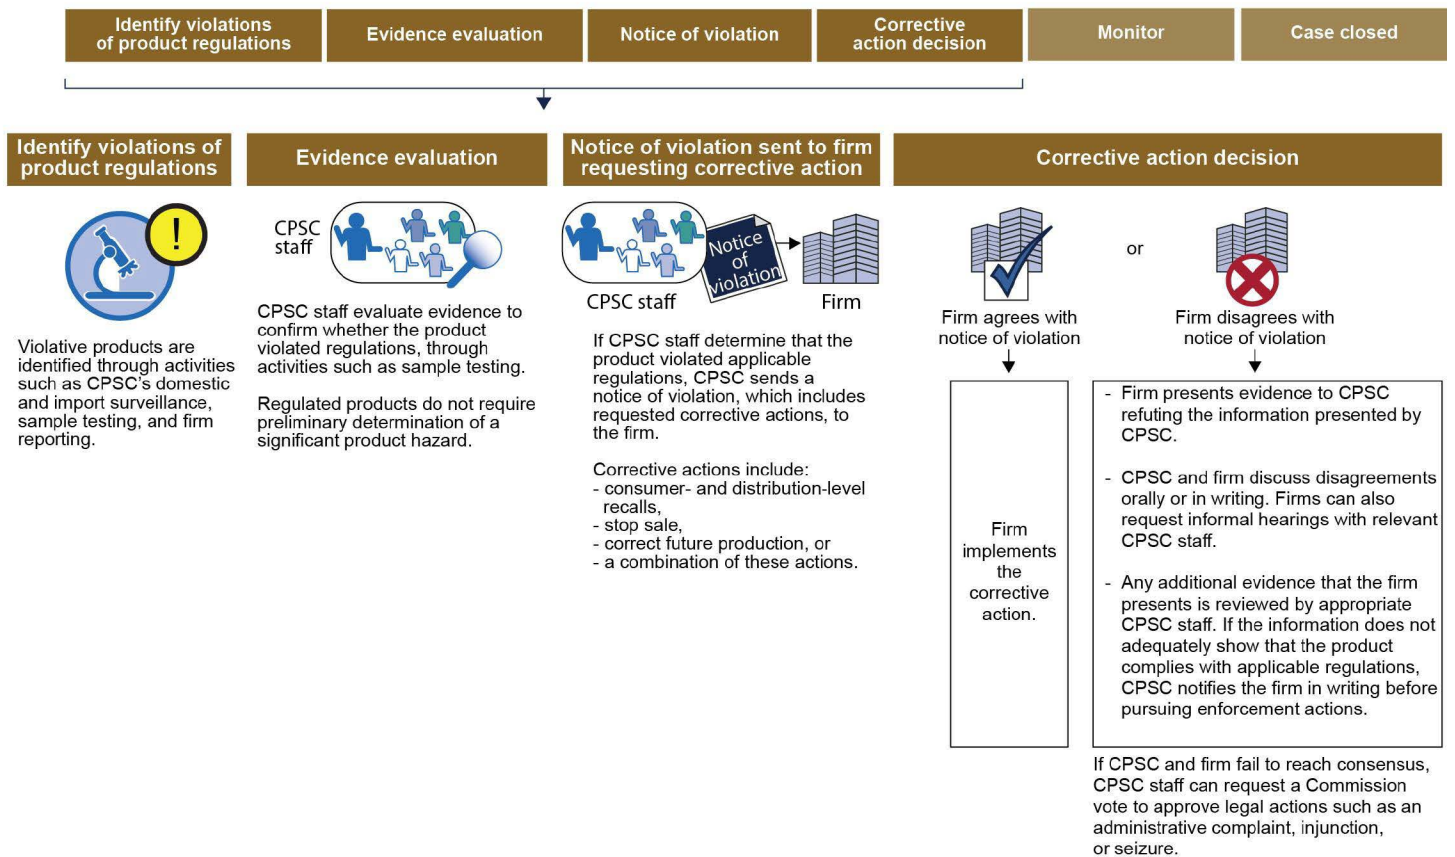 Identify violations
of product regulations
Evidence evaluation
Notice of violation
Corrective
action decision
Monitor
Case closed
Identify violations of
product regulations
Violative products are
identified through activities
such as CPSC’s domestic
and import surveillance,
sample testing, and firm
reporting.
Evidence evaluation
CPSC
staff
CPSC staff evaluate evidence to
confirm whether the product
violated regulations, through
activities such as sample testing.
Regulated products do not require
preliminary determination of a
significant product hazard.
Notice of violation sent to firm
requesting corrective action
Notice
of
violation
CPSC staff
Firm
If CPSC staff determine that the
product violated applicable
regulations, CPSC sends a
notice of violation, which includes
requested corrective actions, to
the firm.
Corrective actions include:
- consumer- and distribution-level
recalls,
- stop sale,
- correct future production, or
- a combination of these actions.
Corrective action decision
or
Firm agrees with
notice of violation
Firm
implements
the
corrective
action.
Firm disagrees with
notice of violation
- Firm presents evidence to CPSC
refuting the information presented by
CPSC.
- CPSC and firm discuss disagreements
orally or in writing. Firms can also
request informal hearings with relevant
CPSC staff.
- Any additional evidence that the firm
presents is reviewed by appropriate
CPSC staff. If the information does not
adequately show that the product
complies with applicable regulations,
CPSC notifies the firm in writing before
pursuing enforcement actions.
If CPSC and firm fail to reach consensus,
CPSC staff can request a Commission
vote to approve legal actions such as an
administrative complaint, injunction,
or seizure.